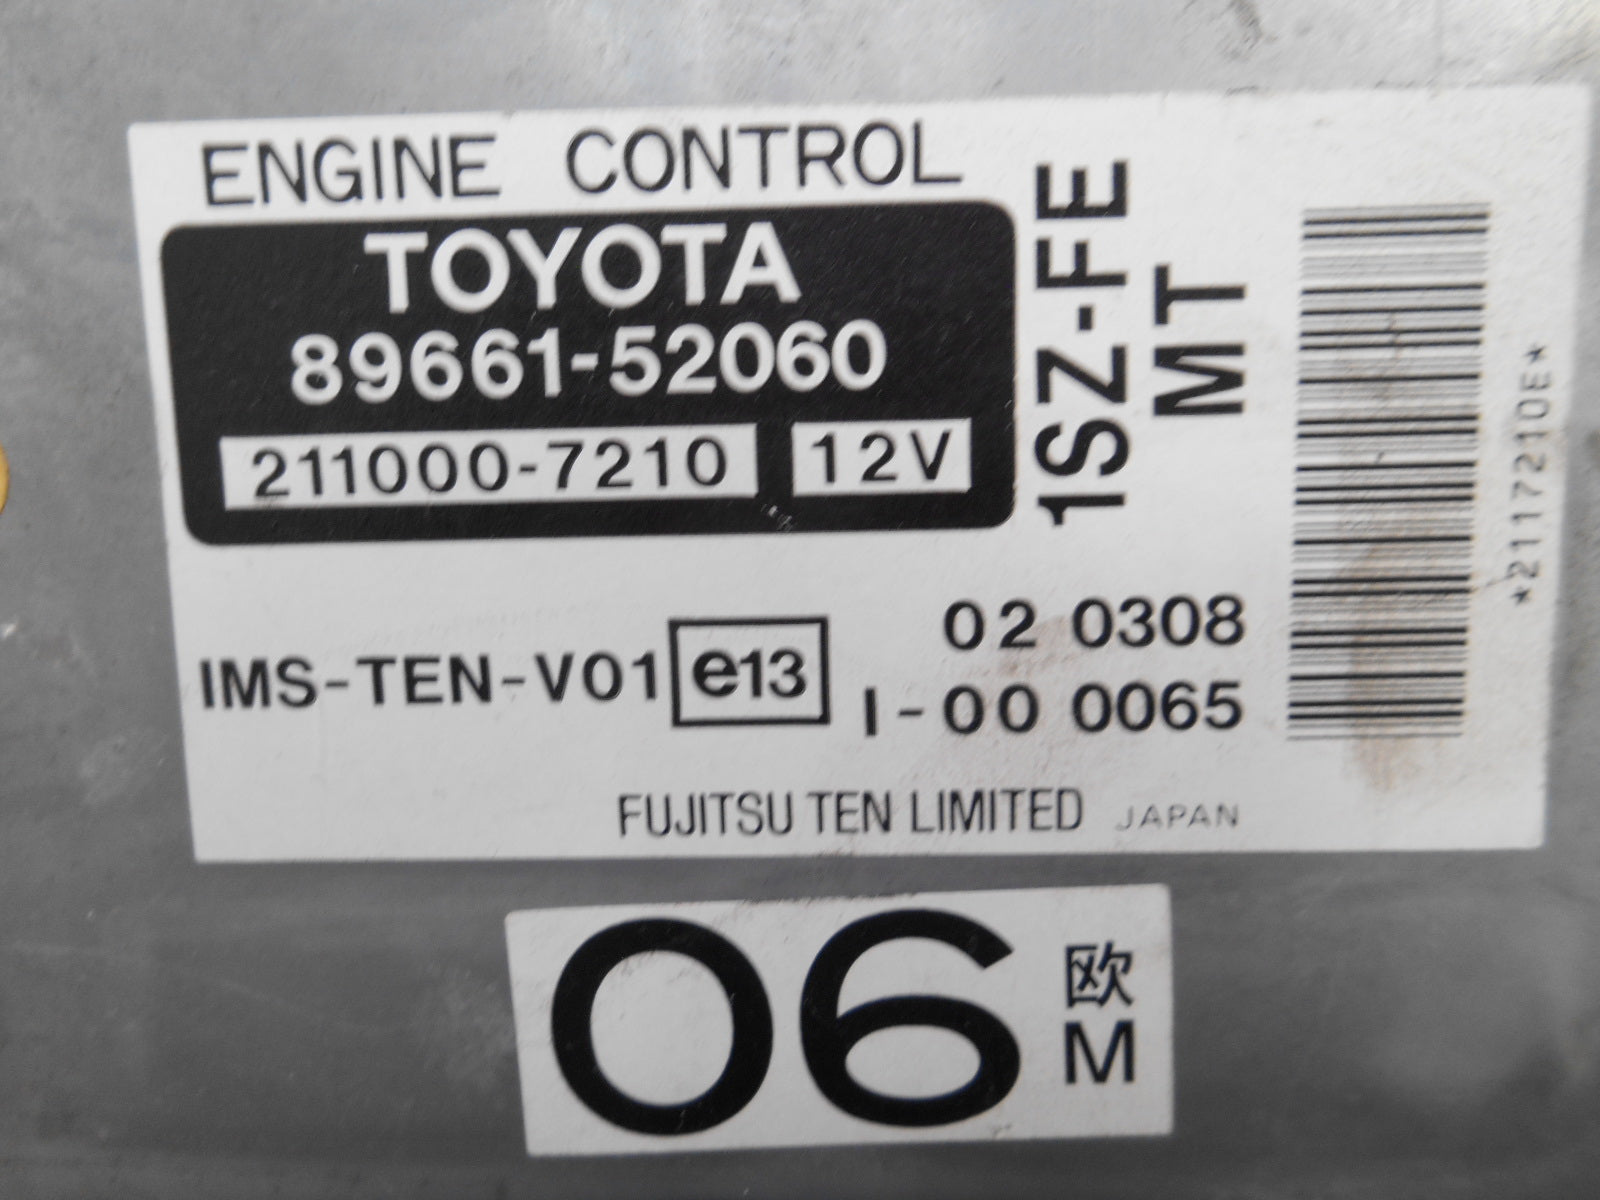 ENGINE CONTROL
TOYOTA
89661-52060
211000-7210 12V
1SZ-FE
MT
*2117210E*
IMS-TEN-V01 e13
02 0308
I-00 0065
FUJITSU TEN LIMITED JAPAN
06
欧
M